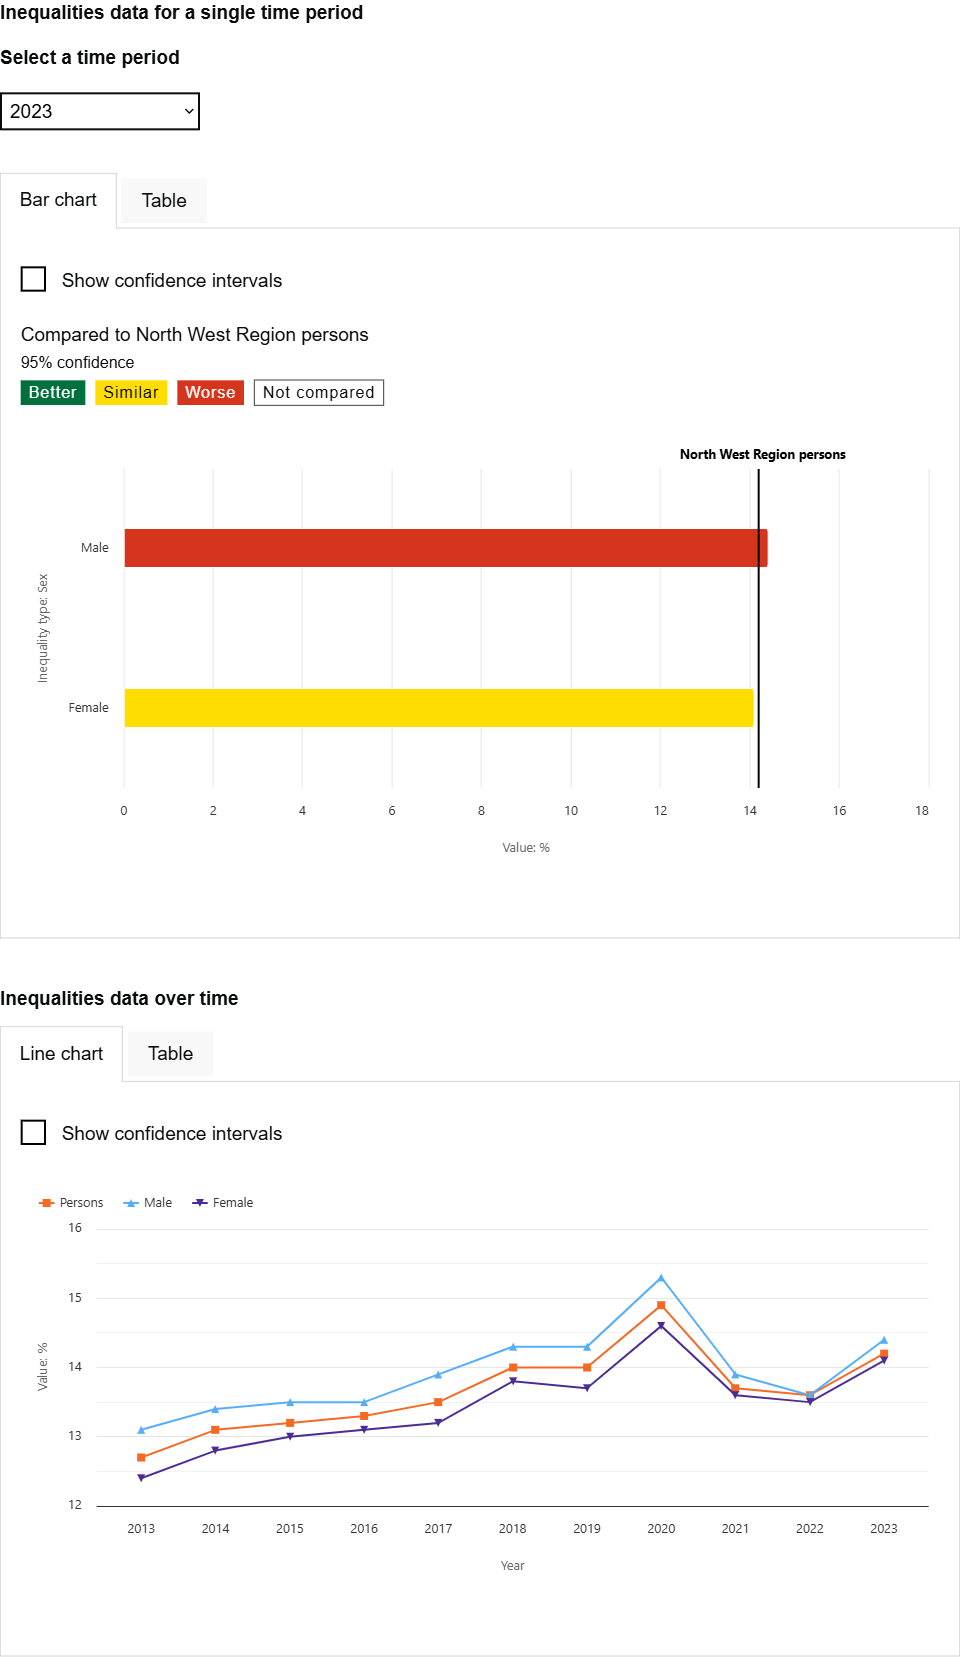 Inequalities data for a single time period
Select a time period
2023
Bar chart Table
Show confidence intervals
Compared to North West Region persons
95% confidence
Better Similar Worse Not compared
North West Region persons
Inequality type: Sex
Male
Female
0 2 4 6 8 10 12 14 16 18
Value: %
Inequalities data over time
Line chart Table
Show confidence intervals
Persons Male Female
Value: %
16
15
14
13
12
2013 2014 2015 2016 2017 2018 2019 2020 2021 2022 2023
Year